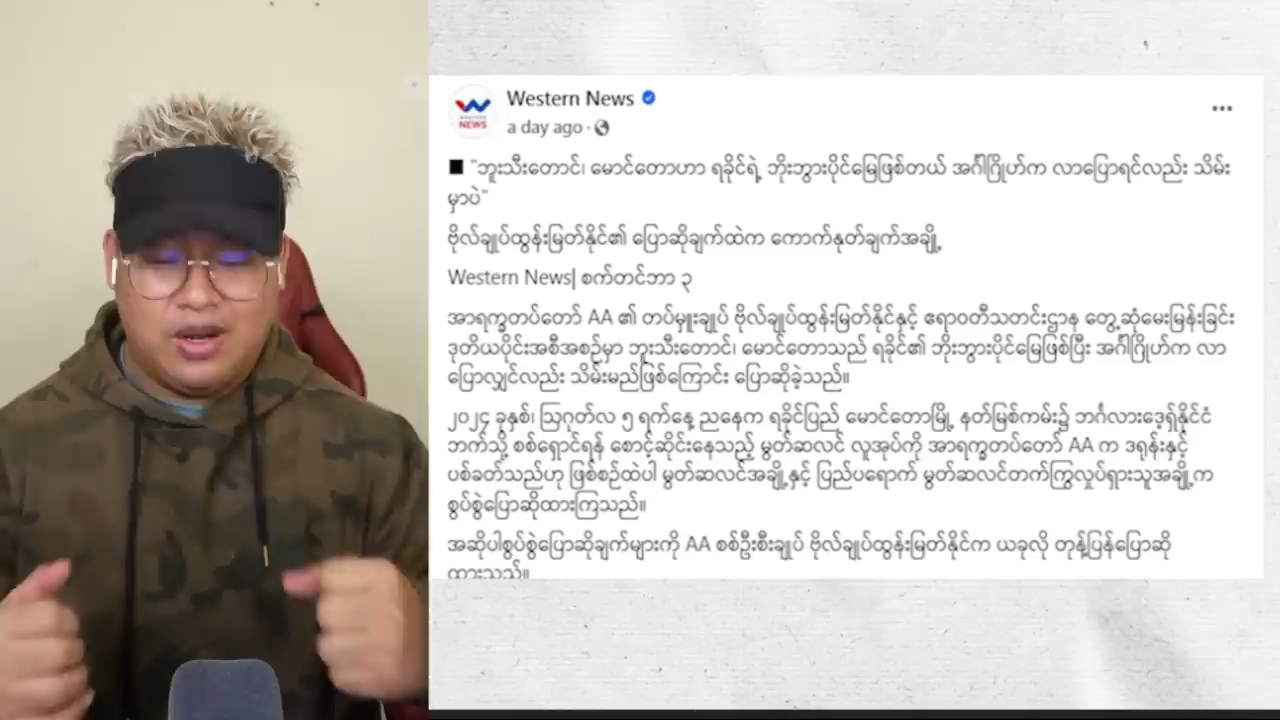 Western News
a day ago ·
WESTERN
NEWS
■ "ဘူးသီးတောင်၊ မောင်တောဟာ ရခိုင်ရဲ့ ဘိုးဘွားပိုင်မြေဖြစ်တယ် အင်္ဂါဂြိုဟ်က လာပြောရင်လည်း သိမ်း
မှာပဲ"
ဗိုလ်ချုပ်ထွန်းမြတ်နိုင်၏ ပြောဆိုချက်ထဲက ကောက်နုတ်ချက်အချို့
Western News| စက်တင်ဘာ ၃
အာရက္ခတပ်တော် AA ၏ တပ်မှူးချုပ် ဗိုလ်ချုပ်ထွန်းမြတ်နိုင်နှင့် ဧရာဝတီသတင်းဌာန တွေ့ဆုံမေးမြန်းခြင်း
ဒုတိယပိုင်းအစီအစဉ်မှာ ဘူးသီးတောင်၊ မောင်တောသည် ရခိုင်၏ ဘိုးဘွားပိုင်မြေဖြစ်ပြီး အင်္ဂါဂြိုဟ်က လာ
ပြောလျှင်လည်း သိမ်းမည်ဖြစ်ကြောင်း ပြောဆိုခဲ့သည်။
၂၀၂၄ ခုနှစ်၊ ဩဂုတ်လ ၅ ရက်နေ့ ညနေက ရခိုင်ပြည် မောင်တောမြို့ နတ်မြစ်ကမ်း၌ ဘင်္ဂလားဒေ့ရှ်နိုင်ငံ
ဘက်သို့ စစ်ရှောင်ရန် စောင့်ဆိုင်းနေသည့် မွတ်ဆလင် လူအုပ်ကို အာရက္ခတပ်တော် AA က ဒရုန်းနှင့်
ပစ်ခတ်သည်ဟု ဖြစ်စဉ်ထဲပါ မွတ်ဆလင်အချို့နှင့် ပြည်ပရောက် မွတ်ဆလင်တက်ကြွလှုပ်ရှားသူအချို့က
စွပ်စွဲပြောဆိုထားကြသည်။
အဆိုပါစွပ်စွဲပြောဆိုချက်များကို AA စစ်ဦးစီးချုပ် ဗိုလ်ချုပ်ထွန်းမြတ်နိုင်က ယခုလို တုန့်ပြန်ပြောဆို
ထားသည်။